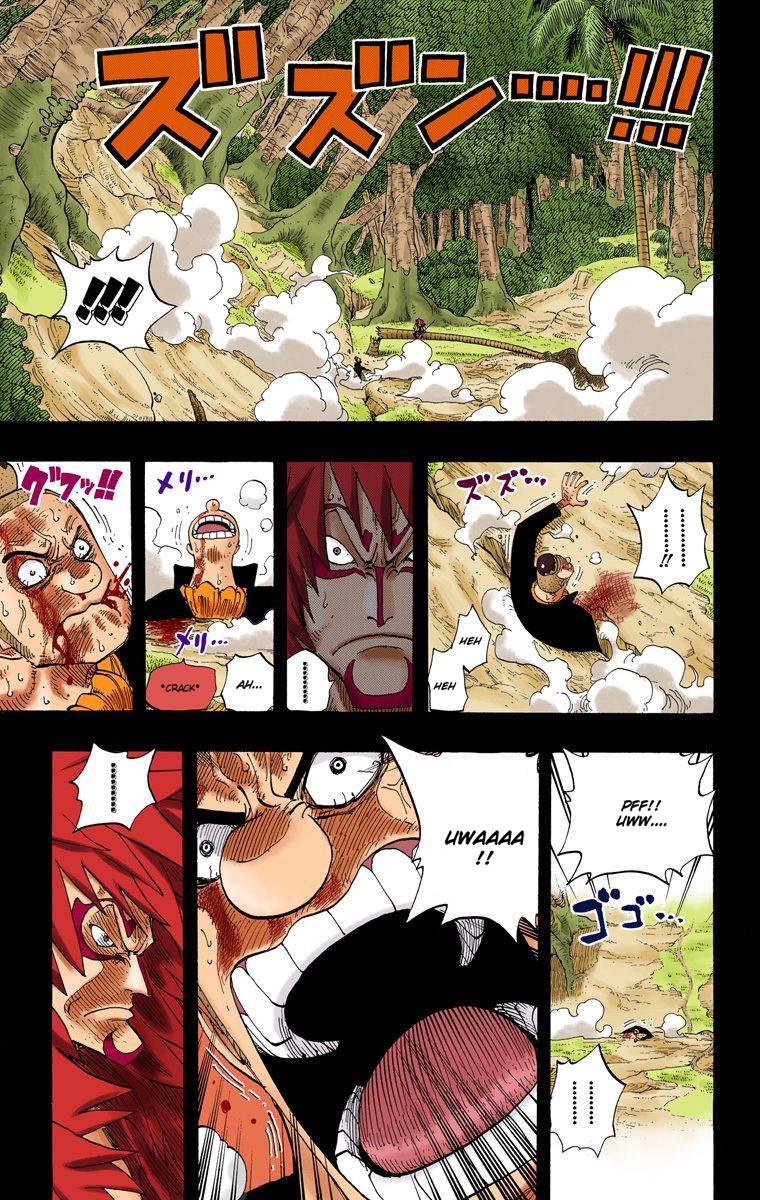 ズズン‥‥!!!
!!!!
ズズ…
………!!
HEH
HEH
………
メリ…
メリ…
AH...
*CRACK*
グフッ!!
PFF!!
UWW....
ゴゴ…
………
UWAAAA
!!
………